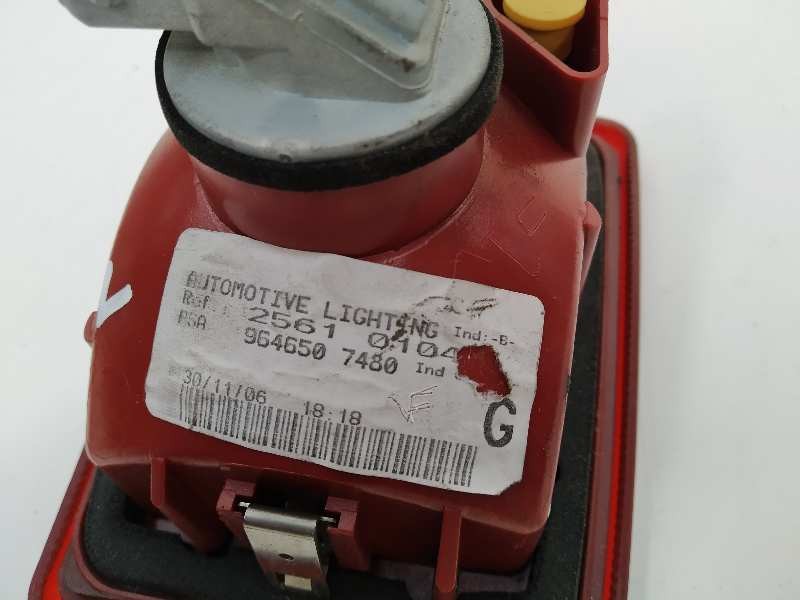 AUTOMOTIVE LIGHTING Ind:-B-
Ref : 2561 0104
PSA 964650 7480 Ind
30/11/06 18:18
G